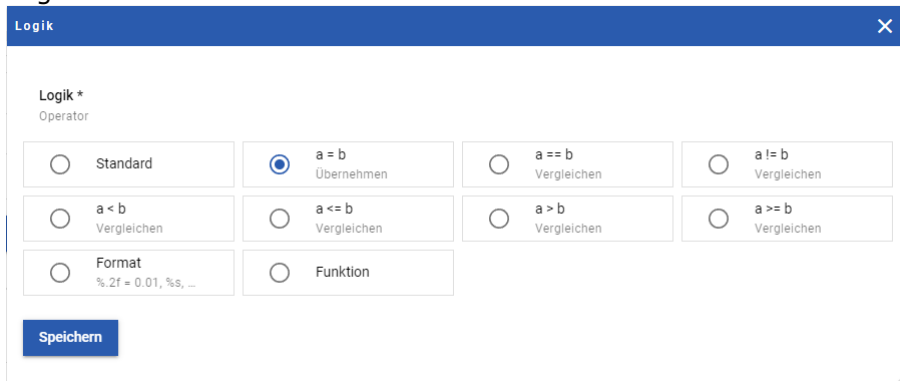 Logik
Logik *
Operator
Standard
a = b
Übernehmen
a == b
Vergleichen
a != b
Vergleichen
a < b
Vergleichen
a <= b
Vergleichen
a > b
Vergleichen
a >= b
Vergleichen
Format
%.2f = 0.01, %s, ...
Funktion
Speichern